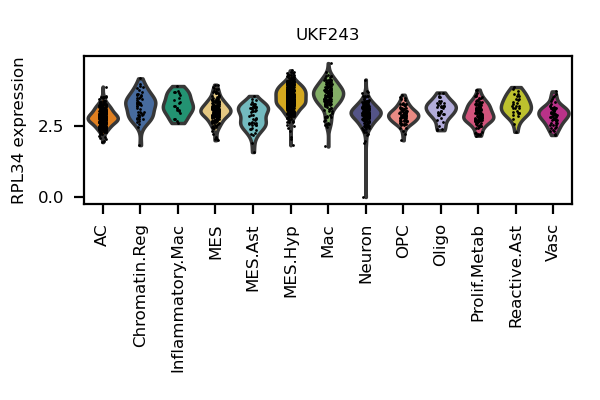 UKF243
RPL34 expression
2.5
0.0
AC
Chromatin.Reg
Inflammatory.Mac
MES
MES.Ast
MES.Hyp
Mac
Neuron
OPC
Oligo
Prolif.Metab
Reactive.Ast
Vasc